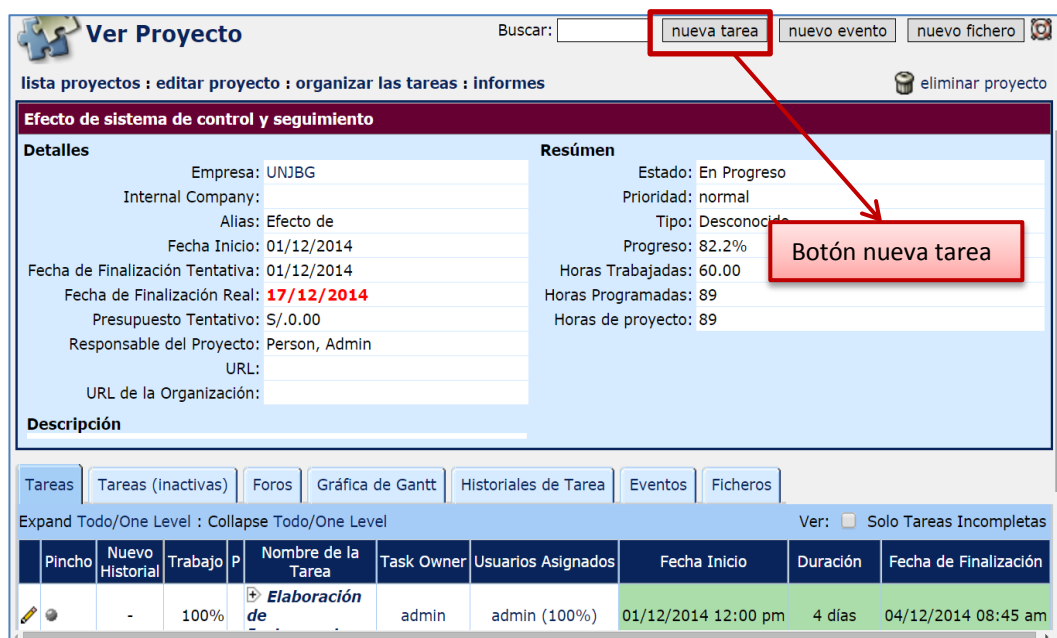 Ver Proyecto Buscar: nueva tarea nuevo evento nuevo fichero
lista proyectos : editar proyecto : organizar las tareas : informes eliminar proyecto
Efecto de sistema de control y seguimiento
Detalles Resúmen
Empresa: UNJBG Estado: En Progreso
Internal Company: Prioridad: normal
Alias: Efecto de Tipo: Desconocido
Fecha Inicio: 01/12/2014 Progreso: 82.2%
Fecha de Finalización Tentativa: 01/12/2014 Horas Trabajadas: 60.00
Fecha de Finalización Real: 17/12/2014 Horas Programadas: 89
Presupuesto Tentativo: S/.0.00 Horas de proyecto: 89
Responsable del Proyecto: Person, Admin
URL:
URL de la Organización:
Descripción
Botón nueva tarea
Tareas Tareas (inactivas) Foros Gráfica de Gantt Historiales de Tarea Eventos Ficheros
Expand Todo/One Level : Collapse Todo/One Level Ver: Solo Tareas Incompletas
Pincho Nuevo Historial Trabajo P Nombre de la Tarea Task Owner Usuarios Asignados Fecha Inicio Duración Fecha de Finalización
- 100% Elaboración de admin admin (100%) 01/12/2014 12:00 pm 4 días 04/12/2014 08:45 am